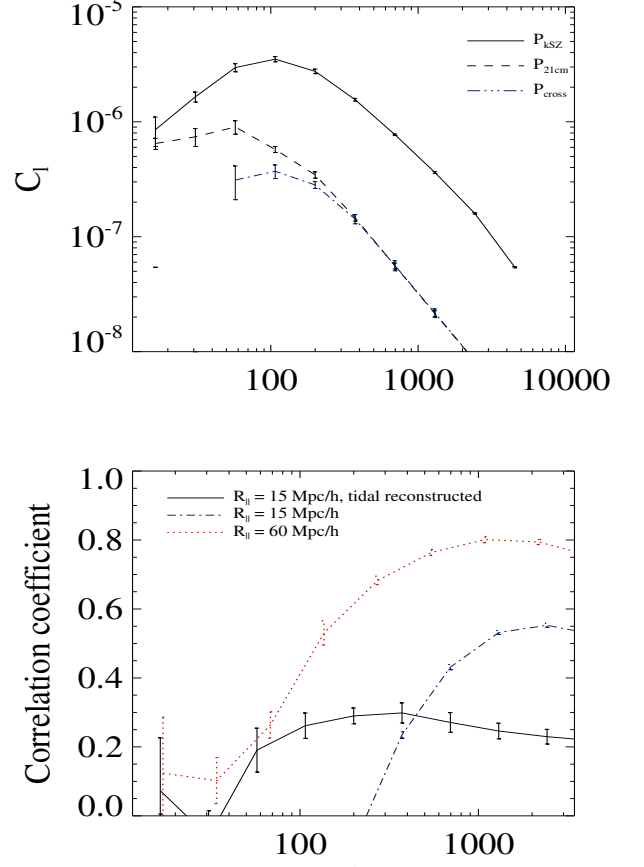 10⁻⁵
10⁻⁶
10⁻⁷
10⁻⁸
C_l
P_kSZ
P_21cm
P_cross
100 1000 10000
1.0
0.8
0.6
0.4
0.2
0.0
Correlation coefficient
R_|| = 15 Mpc/h, tidal reconstructed
R_|| = 15 Mpc/h
R_|| = 60 Mpc/h
100 1000